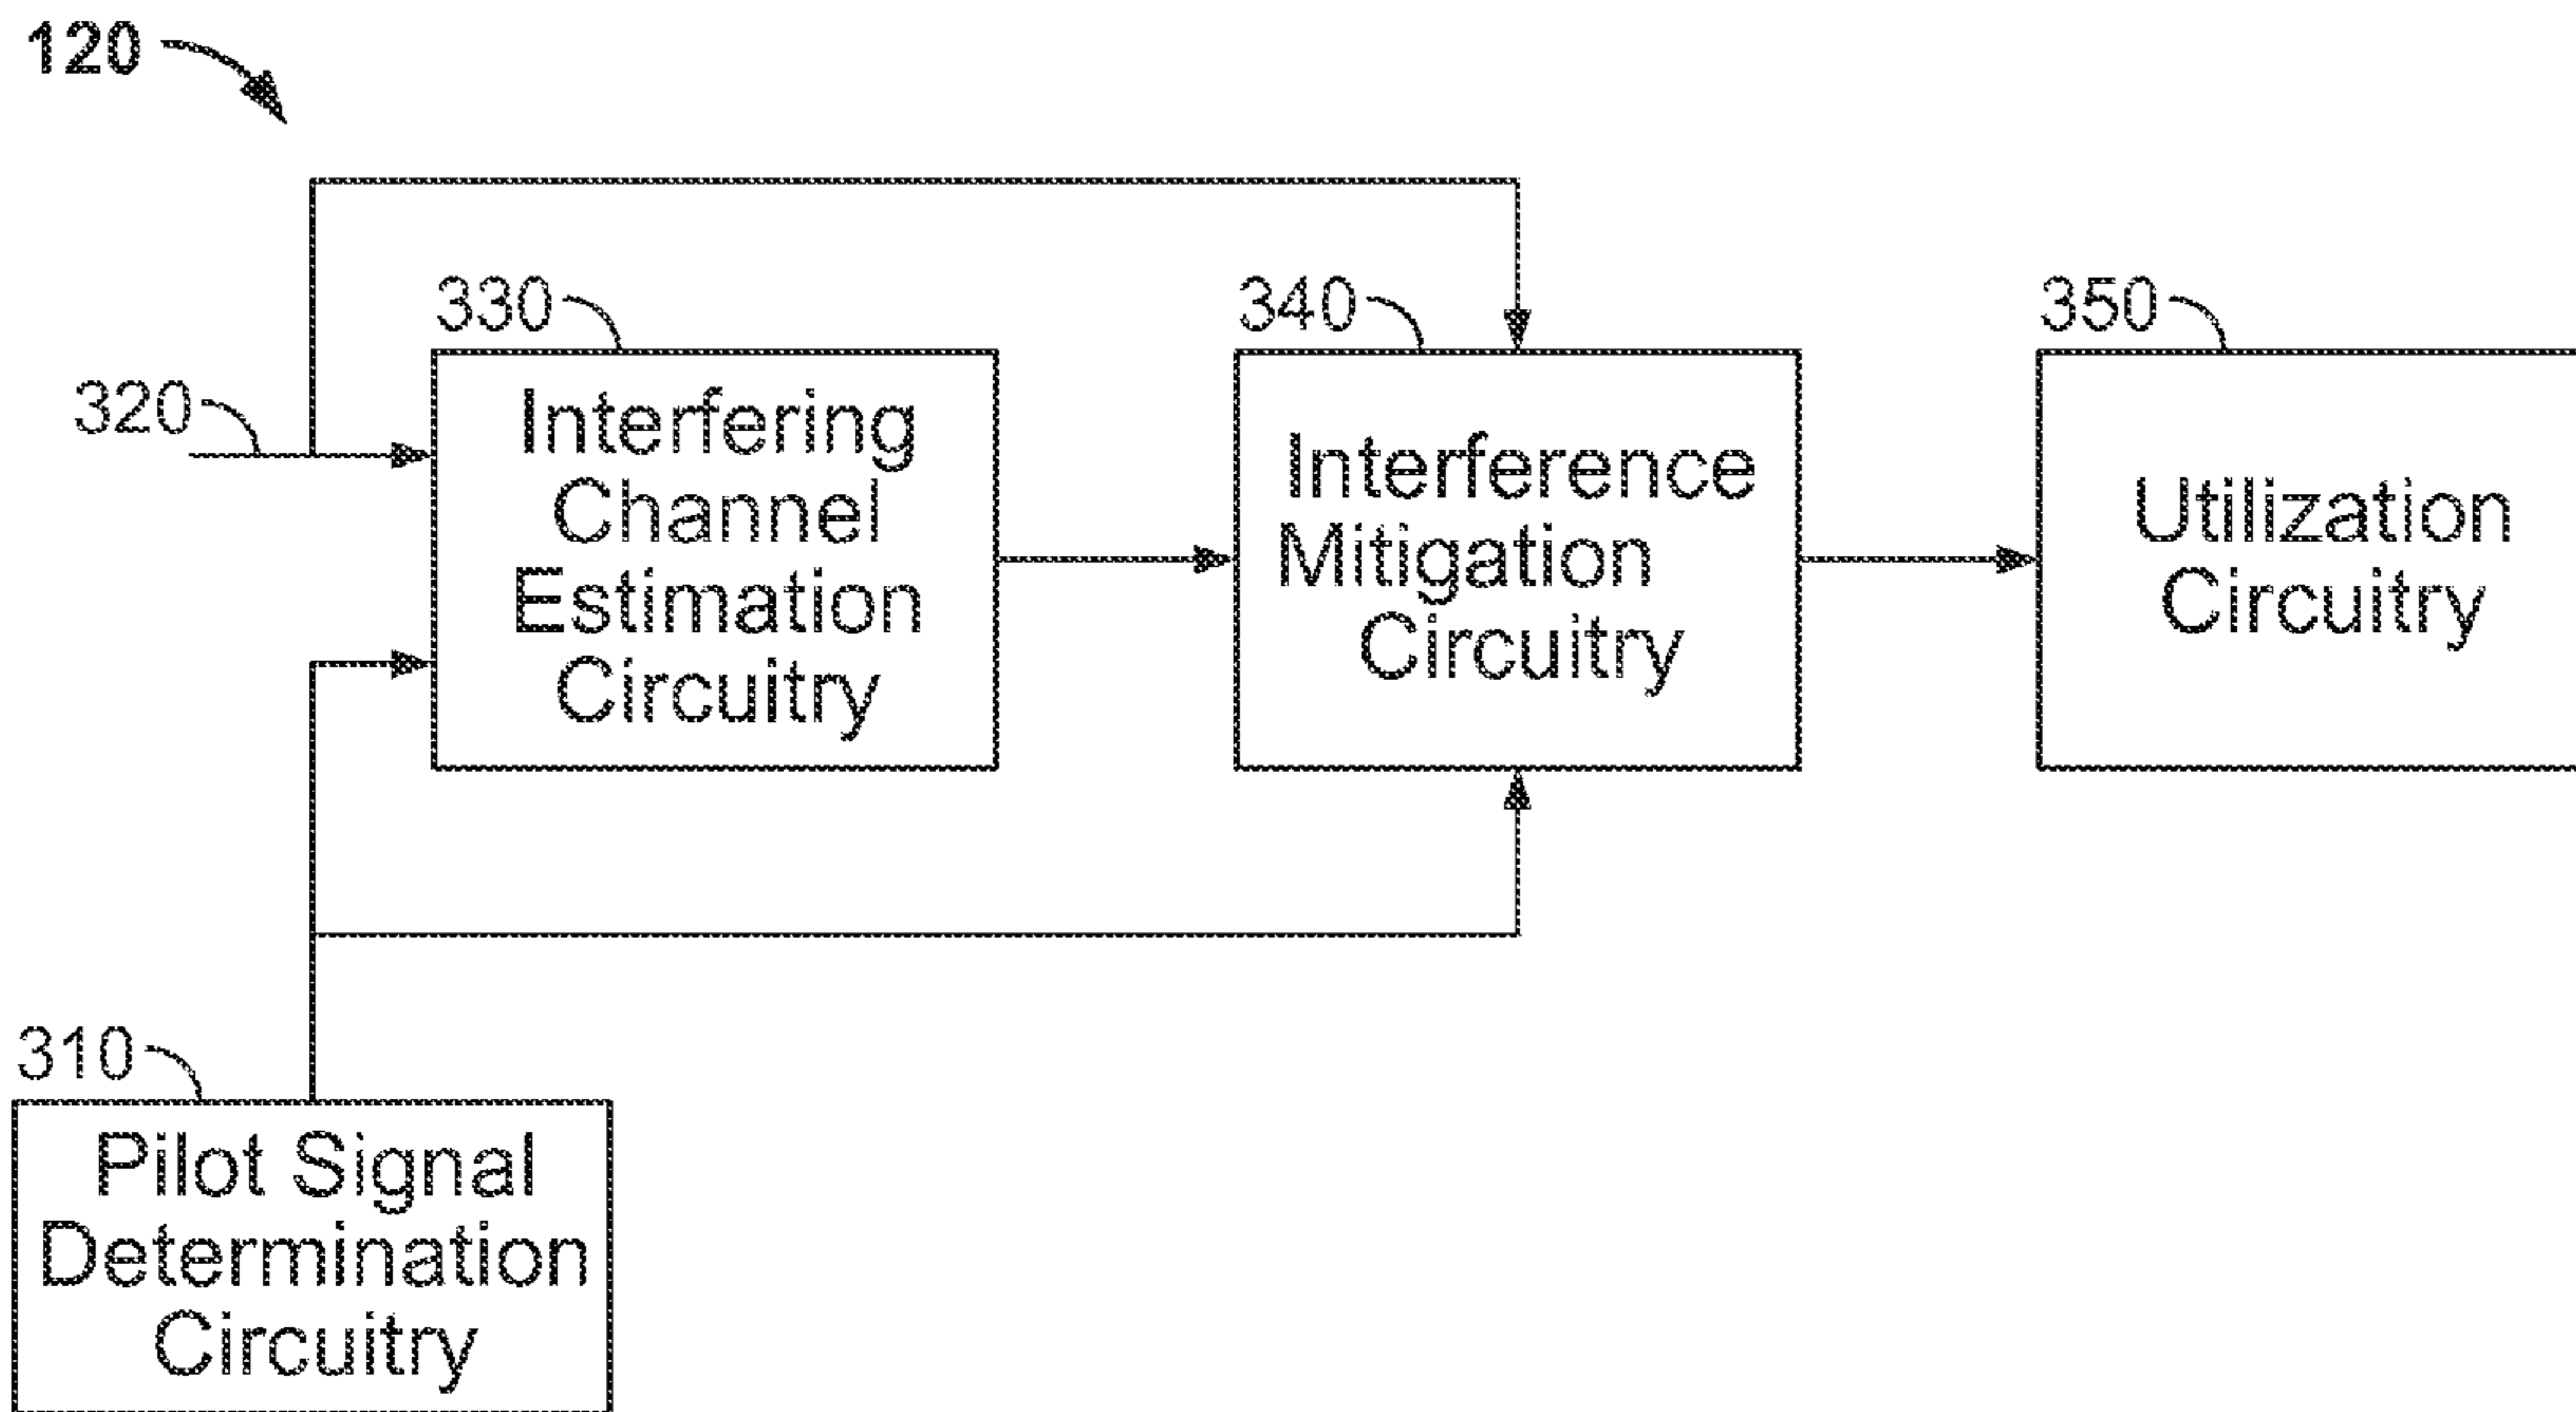 120
330
340
350
320
Interfering
Channel
Estimation
Circuitry
Interference
Mitigation
Circuitry
Utilization
Circuitry
310
Pilot Signal
Determination
Circuitry